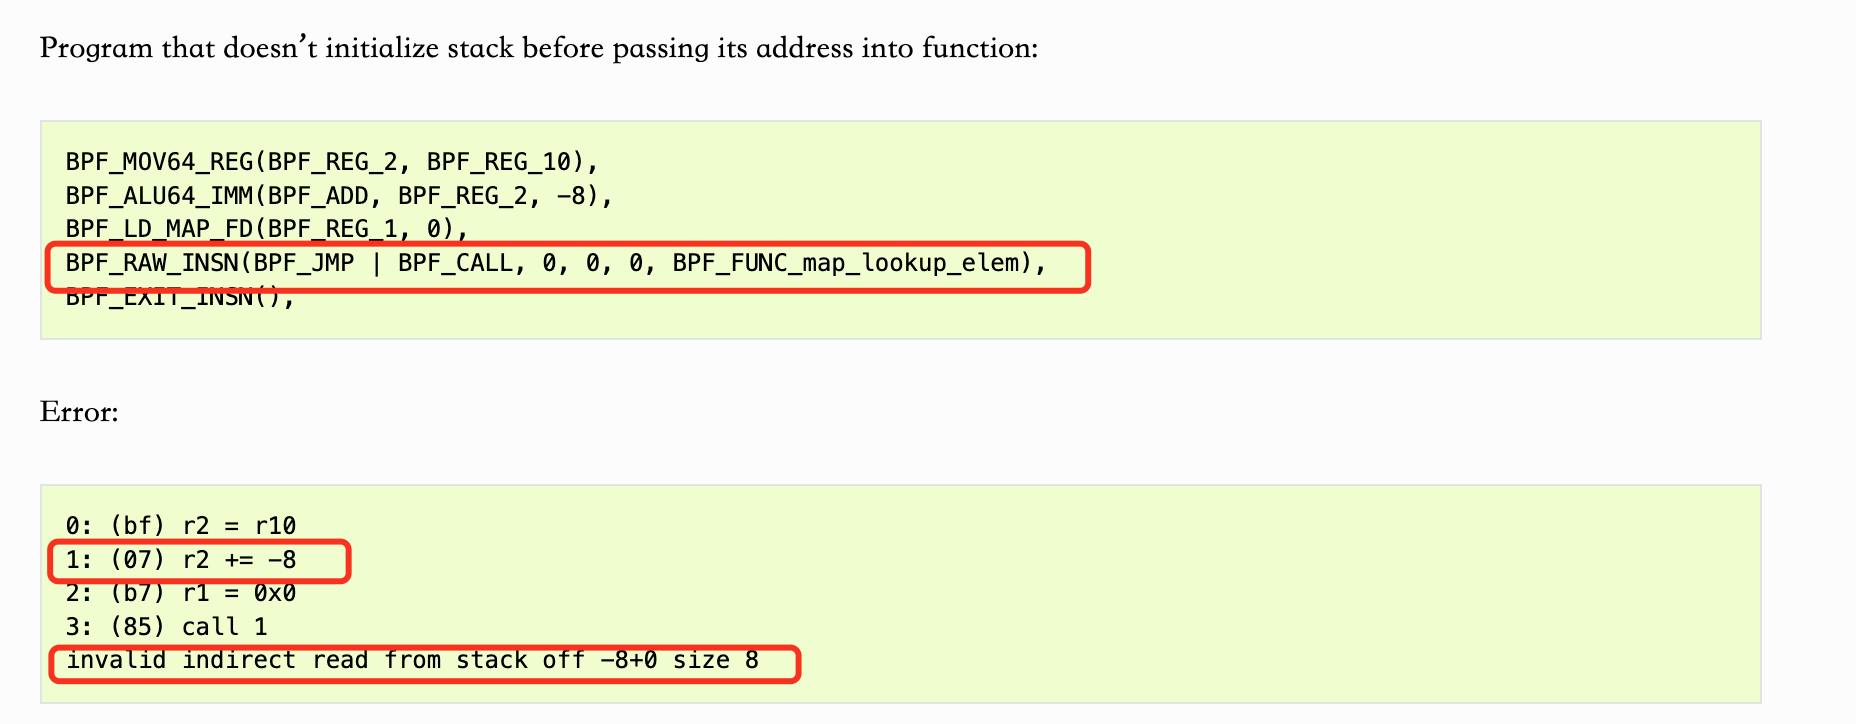 Program that doesn’t initialize stack before passing its address into function:
BPF_MOV64_REG(BPF_REG_2, BPF_REG_10),
BPF_ALU64_IMM(BPF_ADD, BPF_REG_2, -8),
BPF_LD_MAP_FD(BPF_REG_1, 0),
BPF_RAW_INSN(BPF_JMP | BPF_CALL, 0, 0, 0, BPF_FUNC_map_lookup_elem),
BPF_EXIT_INSN(),
Error:
0: (bf) r2 = r10
1: (07) r2 += -8
2: (b7) r1 = 0x0
3: (85) call 1
invalid indirect read from stack off -8+0 size 8